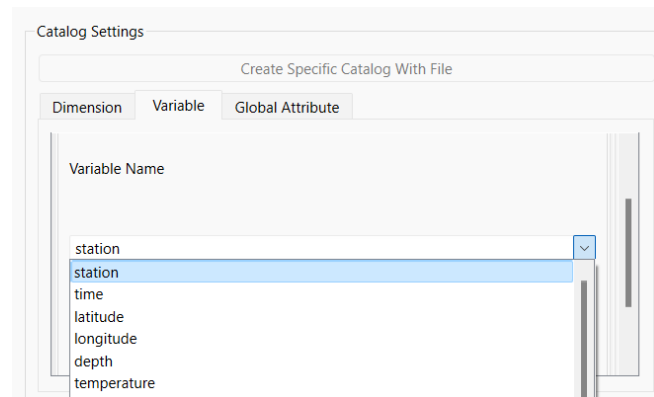 Catalog Settings
Create Specific Catalog With File
Dimension Variable Global Attribute
Variable Name
station
station
time
latitude
longitude
depth
temperature